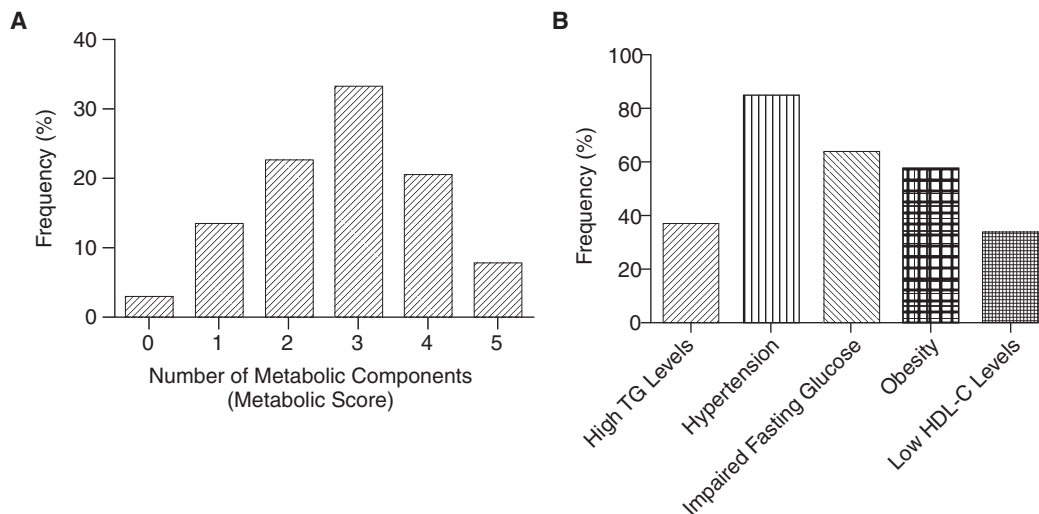 A
Frequency (%)
40
30
20
10
0
0 1 2 3 4 5
Number of Metabolic Components
(Metabolic Score)
B
Frequency (%)
100
80
60
40
20
0
High TG Levels
Hypertension
Impaired Fasting Glucose
Obesity
Low HDL-C Levels